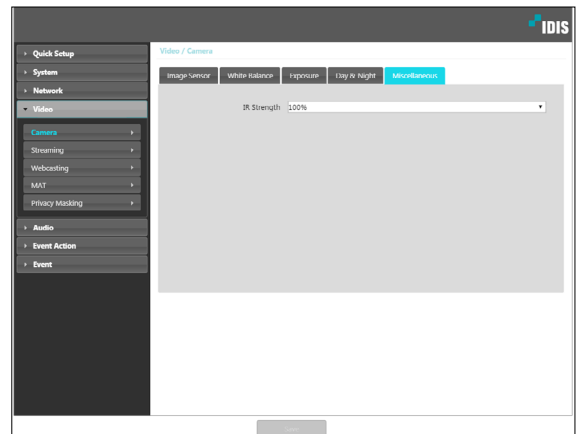 IDIS
Quick Setup
System
Network
Video
Camera
Streaming
Webcasting
MAT
Privacy Masking
Audio
Event Action
Event
Video / Camera
Image Sensor White Balance Exposure Day & Night Miscellaneous
IR Strength 100%
Save